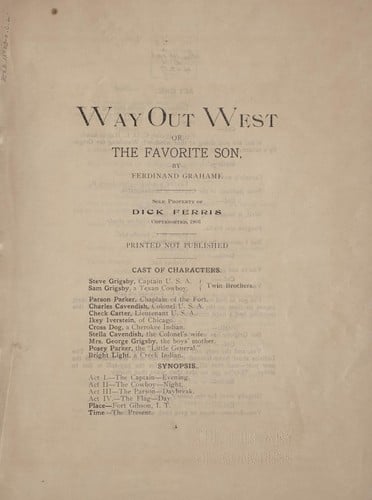 WAY OUT WEST
OR
THE FAVORITE SON,
BY
FERDINAND GRAHAME
SOLE PROPERTY OF
DICK FERRIS
COPYRIGHTED, 1901
PRINTED NOT PUBLISHED
CAST OF CHARACTERS.
Steve Grigsby, Captain U. S. A.
Sam Grigsby, a Texan Cowboy. } Twin Brothers.
Parson Parker, Chaplain of the Fort.
Charles Cavendish, Colonel U. S. A.
Check Carter, Lieutenant U. S. A.
Ikey Iverstein, of Chicago.
Cross Dog, a Cherokee Indian.
Stella Cavendish, the Colonel's wife.
Mrs. George Grigsby, the boys' mother.
Posey Parker, the "Little General."
Bright Light, a Creek Indian.
SYNOPSIS.
Act I—The Captain—Evening.
Act II—The Cowboy—Night.
Act III—The Parson—Daybreak.
Act IV—The Flag—Day
Place—Fort Gibson, I. T.
Time—The Present.